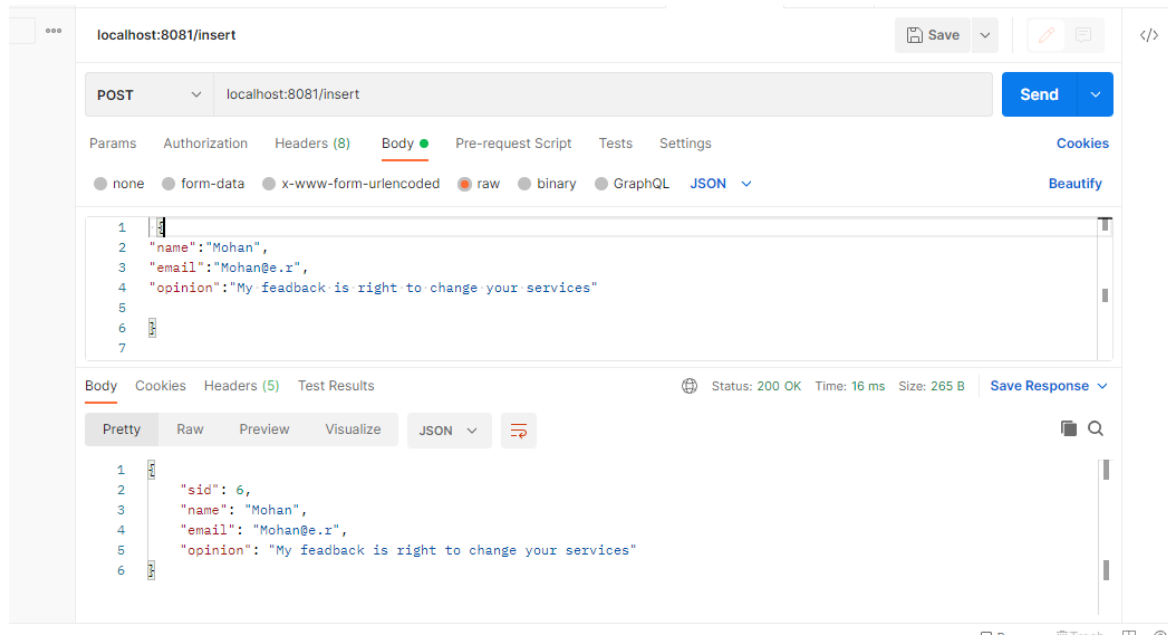 localhost:8081/insert Save </>
POST localhost:8081/insert Send
Params Authorization Headers (8) Body Pre-request Script Tests Settings Cookies
none form-data x-www-form-urlencoded raw binary GraphQL JSON Beautify
1 {
2 "name":"Mohan",
3 "email":"Mohan@e.r",
4 "opinion":"My feadback is right to change your services"
5
6 }
7
Body Cookies Headers (5) Test Results Status: 200 OK Time: 16 ms Size: 265 B Save Response
Pretty Raw Preview Visualize JSON
1 {
2 "sid": 6,
3 "name": "Mohan",
4 "email": "Mohan@e.r",
5 "opinion": "My feadback is right to change your services"
6 }